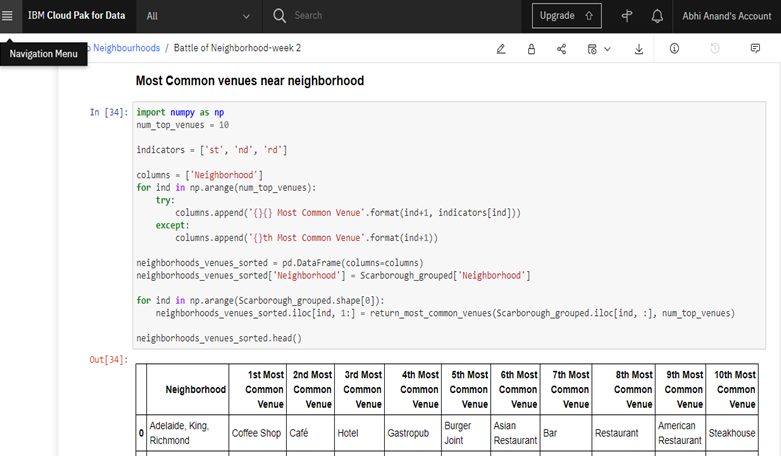 IBM Cloud Pak for Data
All
Search
Upgrade
Abhi Anand's Account
Navigation Menu
o Neighbourhoods / Battle of Neighborhood-week 2
Most Common venues near neighborhood
In [34]: import numpy as np
num_top_venues = 10
indicators = ['st', 'nd', 'rd']
columns = ['Neighborhood']
for ind in np.arange(num_top_venues):
    try:
        columns.append('{}{} Most Common Venue'.format(ind+1, indicators[ind]))
    except:
        columns.append('{}th Most Common Venue'.format(ind+1))
neighborhoods_venues_sorted = pd.DataFrame(columns=columns)
neighborhoods_venues_sorted['Neighborhood'] = Scarborough_grouped['Neighborhood']
for ind in np.arange(Scarborough_grouped.shape[0]):
    neighborhoods_venues_sorted.iloc[ind, 1:] = return_most_common_venues(Scarborough_grouped.iloc[ind, :], num_top_venues)
neighborhoods_venues_sorted.head()
Out[34]:
1st Most 2nd Most 3rd Most 4th Most 5th Most 6th Most 7th Most 8th Most 9th Most 10th Most
Neighborhood Common Common Common Common Common Common Common Common Common Common
Venue Venue Venue Venue Venue Venue Venue Venue Venue Venue
0 Adelaide, King, Richmond Coffee Shop Café Hotel Gastropub Burger Joint Asian Restaurant Bar Restaurant American Restaurant Steakhouse